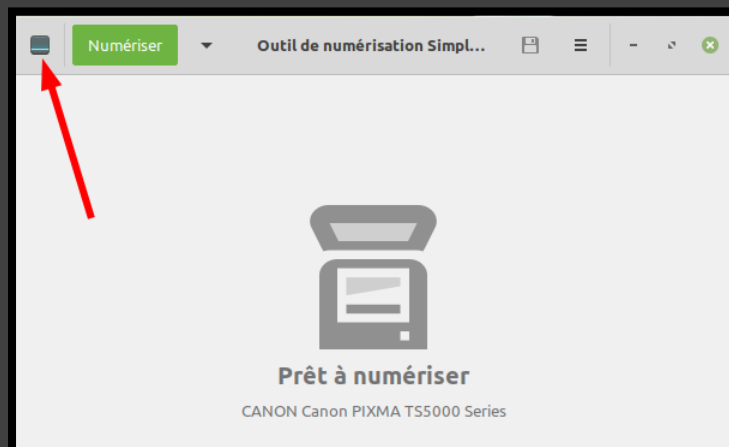 Numériser
Outil de numérisation Simpl...
Prêt à numériser
CANON Canon PIXMA TS5000 Series